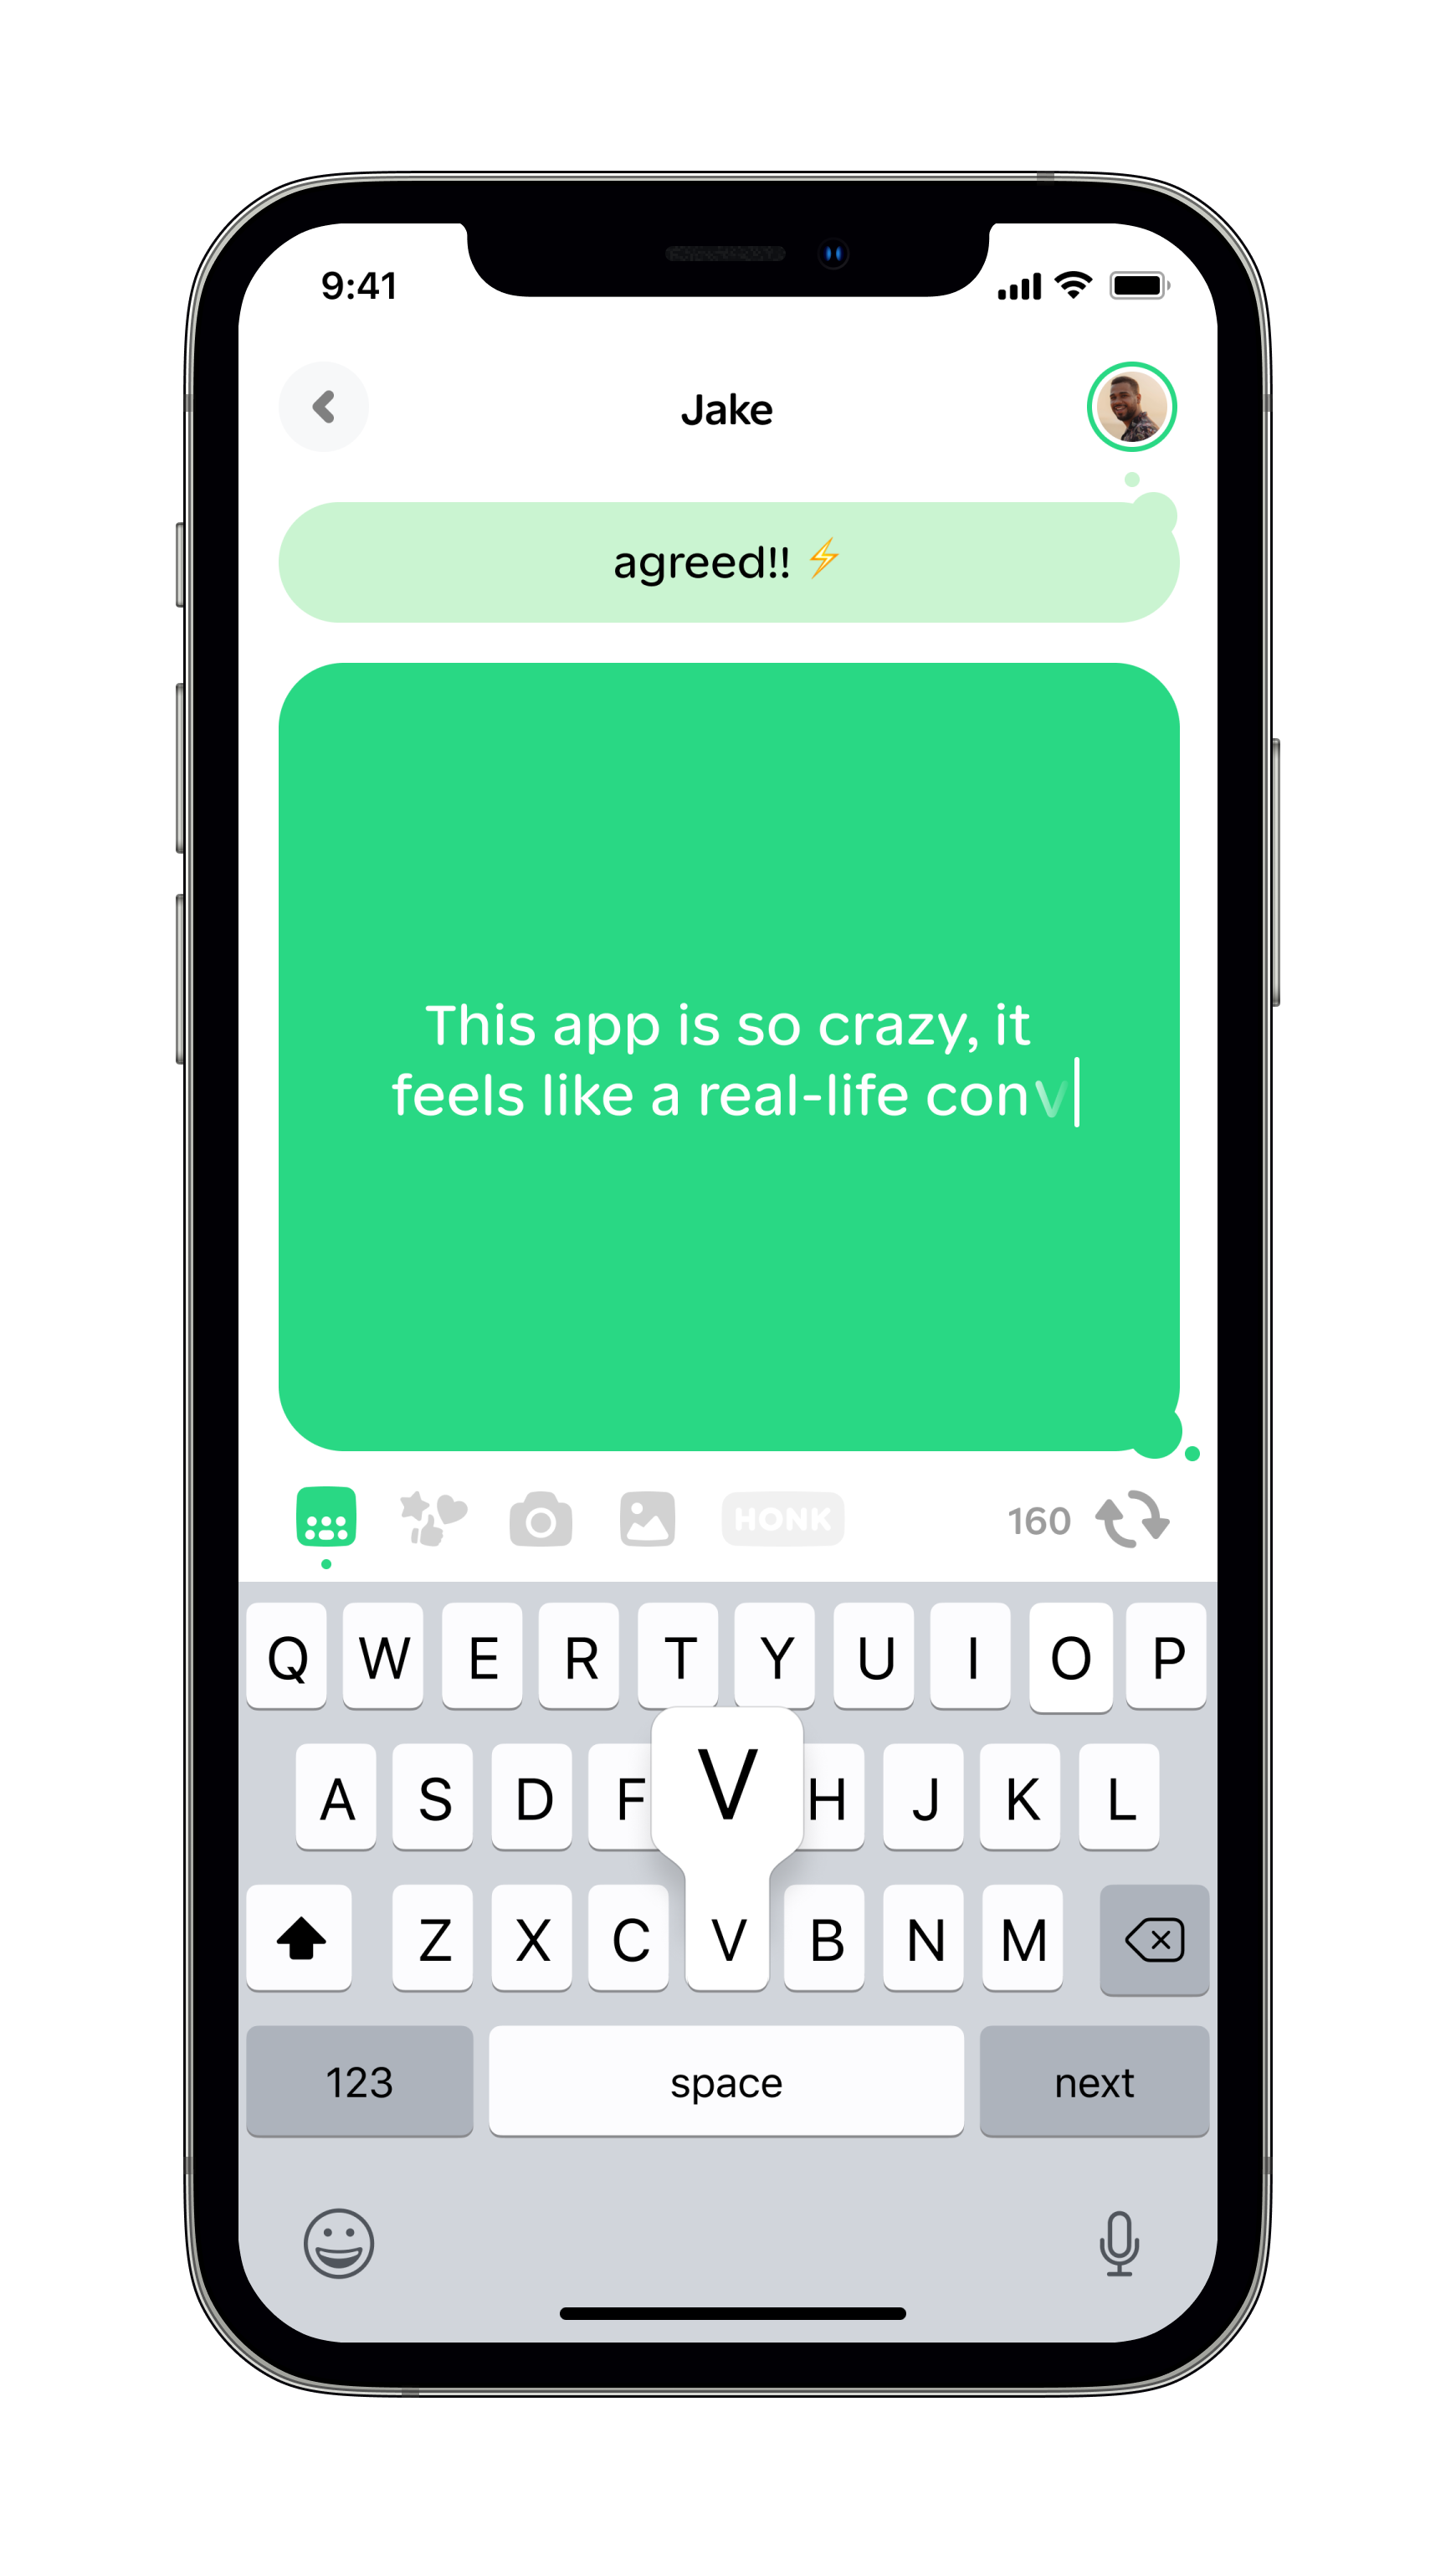 9:41
Jake
agreed!! ⚡
This app is so crazy, it
feels like a real-life conv
HONK
160
Q W E R T Y U I O P
A S D F V H J K L
Z X C V B N M
123 space next